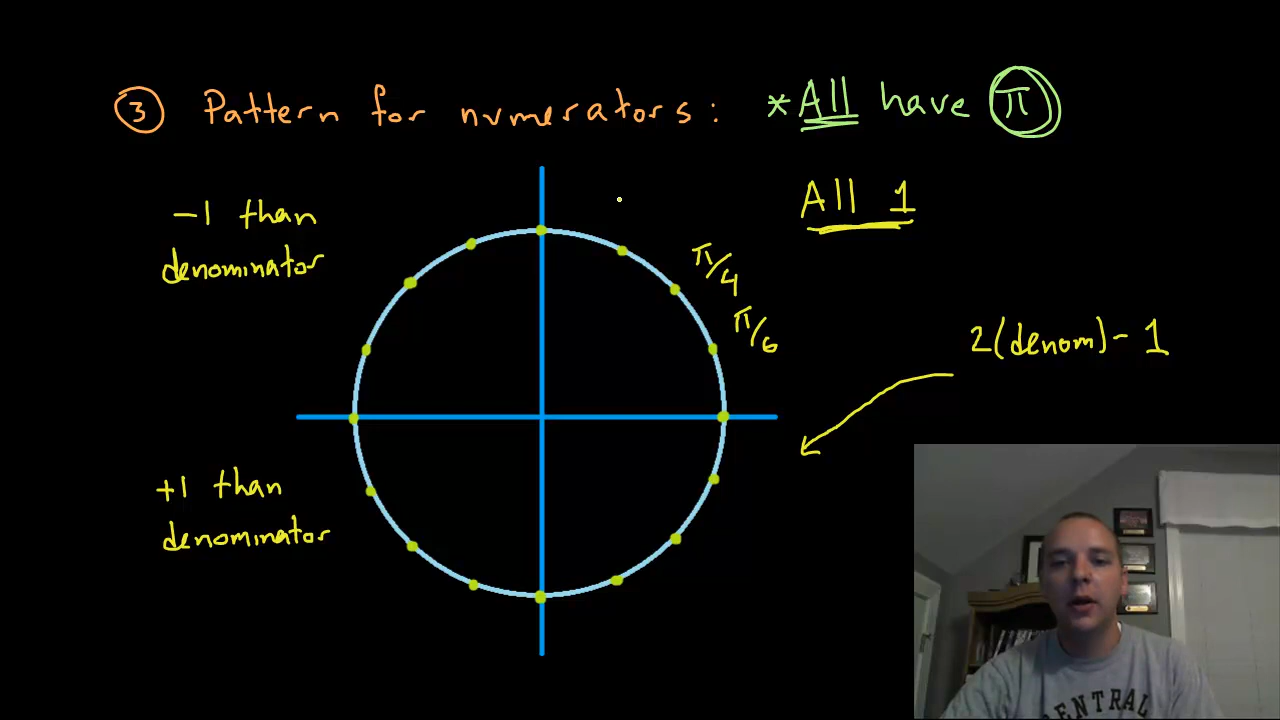 ③ Pattern for numerators: *All have π
All 1
-1 than
denominator
π/4
π/6
2(denom) - 1
+1 than
denominator
CENTRAL